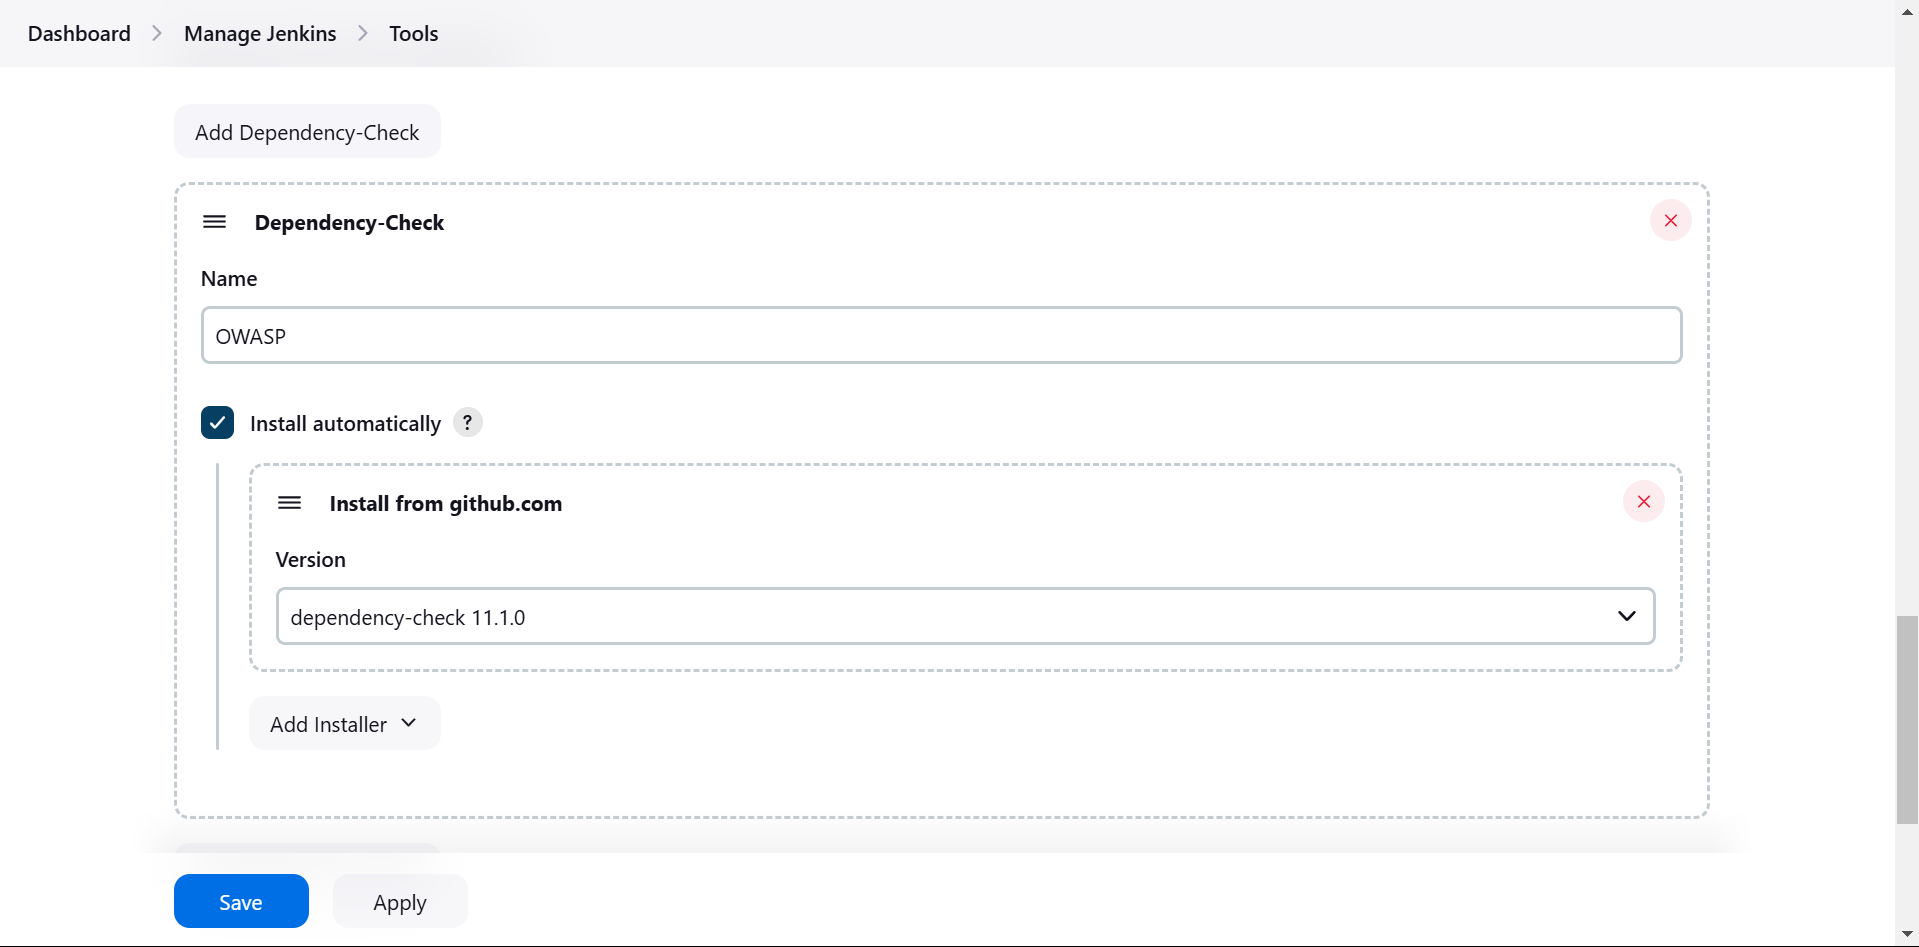 Dashboard > Manage Jenkins > Tools
Add Dependency-Check
Dependency-Check
Name
OWASP
Install automatically ?
Install from github.com
Version
dependency-check 11.1.0
Add Installer
Save Apply